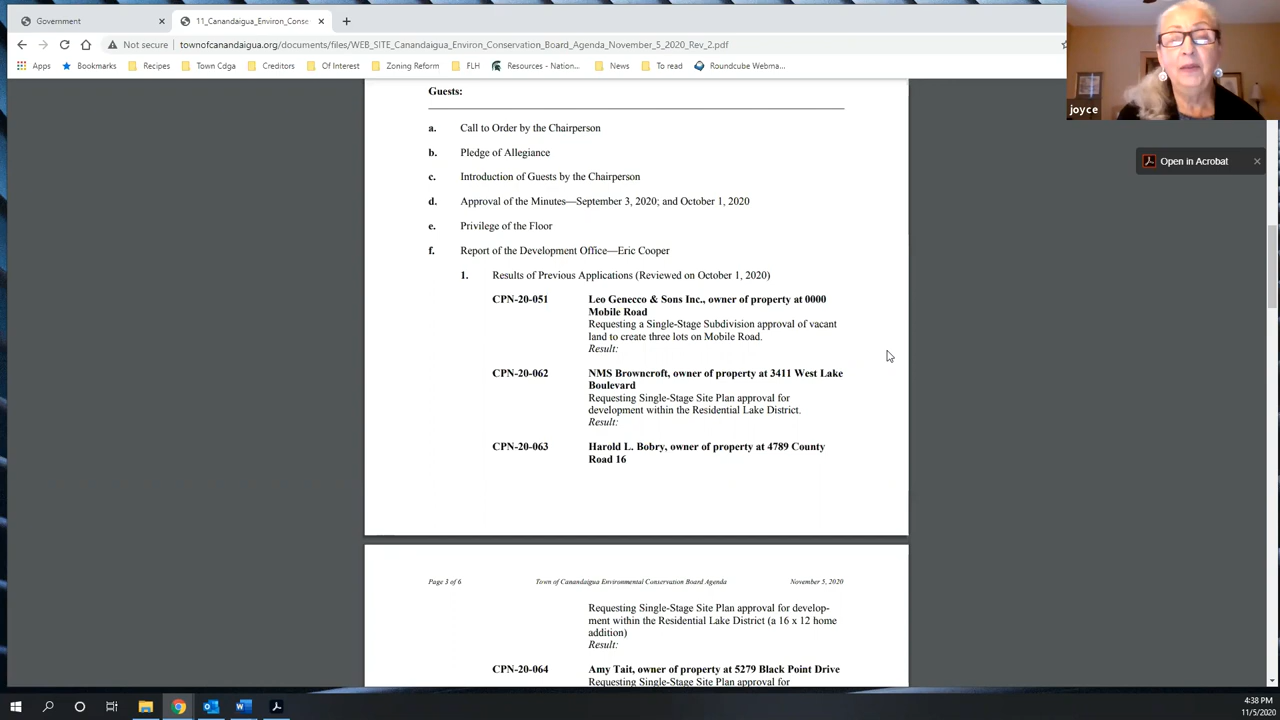 Government
11_Canandaigua_Environ_Conse
Not secure
townofcanandaigua.org/documents/files/WEB_SITE_Canandaigua_Environ_Conservation_Board_Agenda_November_5_2020_Rev_2.pdf
Apps
Bookmarks
Recipes
Town Cdga
Creditors
Of Interest
Zoning Reform
FLH
Resources - Nation...
News
To read
Roundcube Webma...
joyce
Open in Acrobat
Guests:
a. Call to Order by the Chairperson
b. Pledge of Allegiance
c. Introduction of Guests by the Chairperson
d. Approval of the Minutes—September 3, 2020; and October 1, 2020
e. Privilege of the Floor
f. Report of the Development Office—Eric Cooper
1. Results of Previous Applications (Reviewed on October 1, 2020)
CPN-20-051 Leo Genecco & Sons Inc., owner of property at 0000
Mobile Road
Requesting a Single-Stage Subdivision approval of vacant
land to create three lots on Mobile Road.
Result:
CPN-20-062 NMS Browncroft, owner of property at 3411 West Lake
Boulevard
Requesting Single-Stage Site Plan approval for
development within the Residential Lake District.
Result:
CPN-20-063 Harold L. Bobry, owner of property at 4789 County
Road 16
Page 3 of 6 Town of Canandaigua Environmental Conservation Board Agenda November 5, 2020
Requesting Single-Stage Site Plan approval for develop-
ment within the Residential Lake District (a 16 x 12 home
addition)
Result:
CPN-20-064 Amy Tait, owner of property at 5279 Black Point Drive
Requesting Single-Stage Site Plan approval for
4:38 PM
11/5/2020